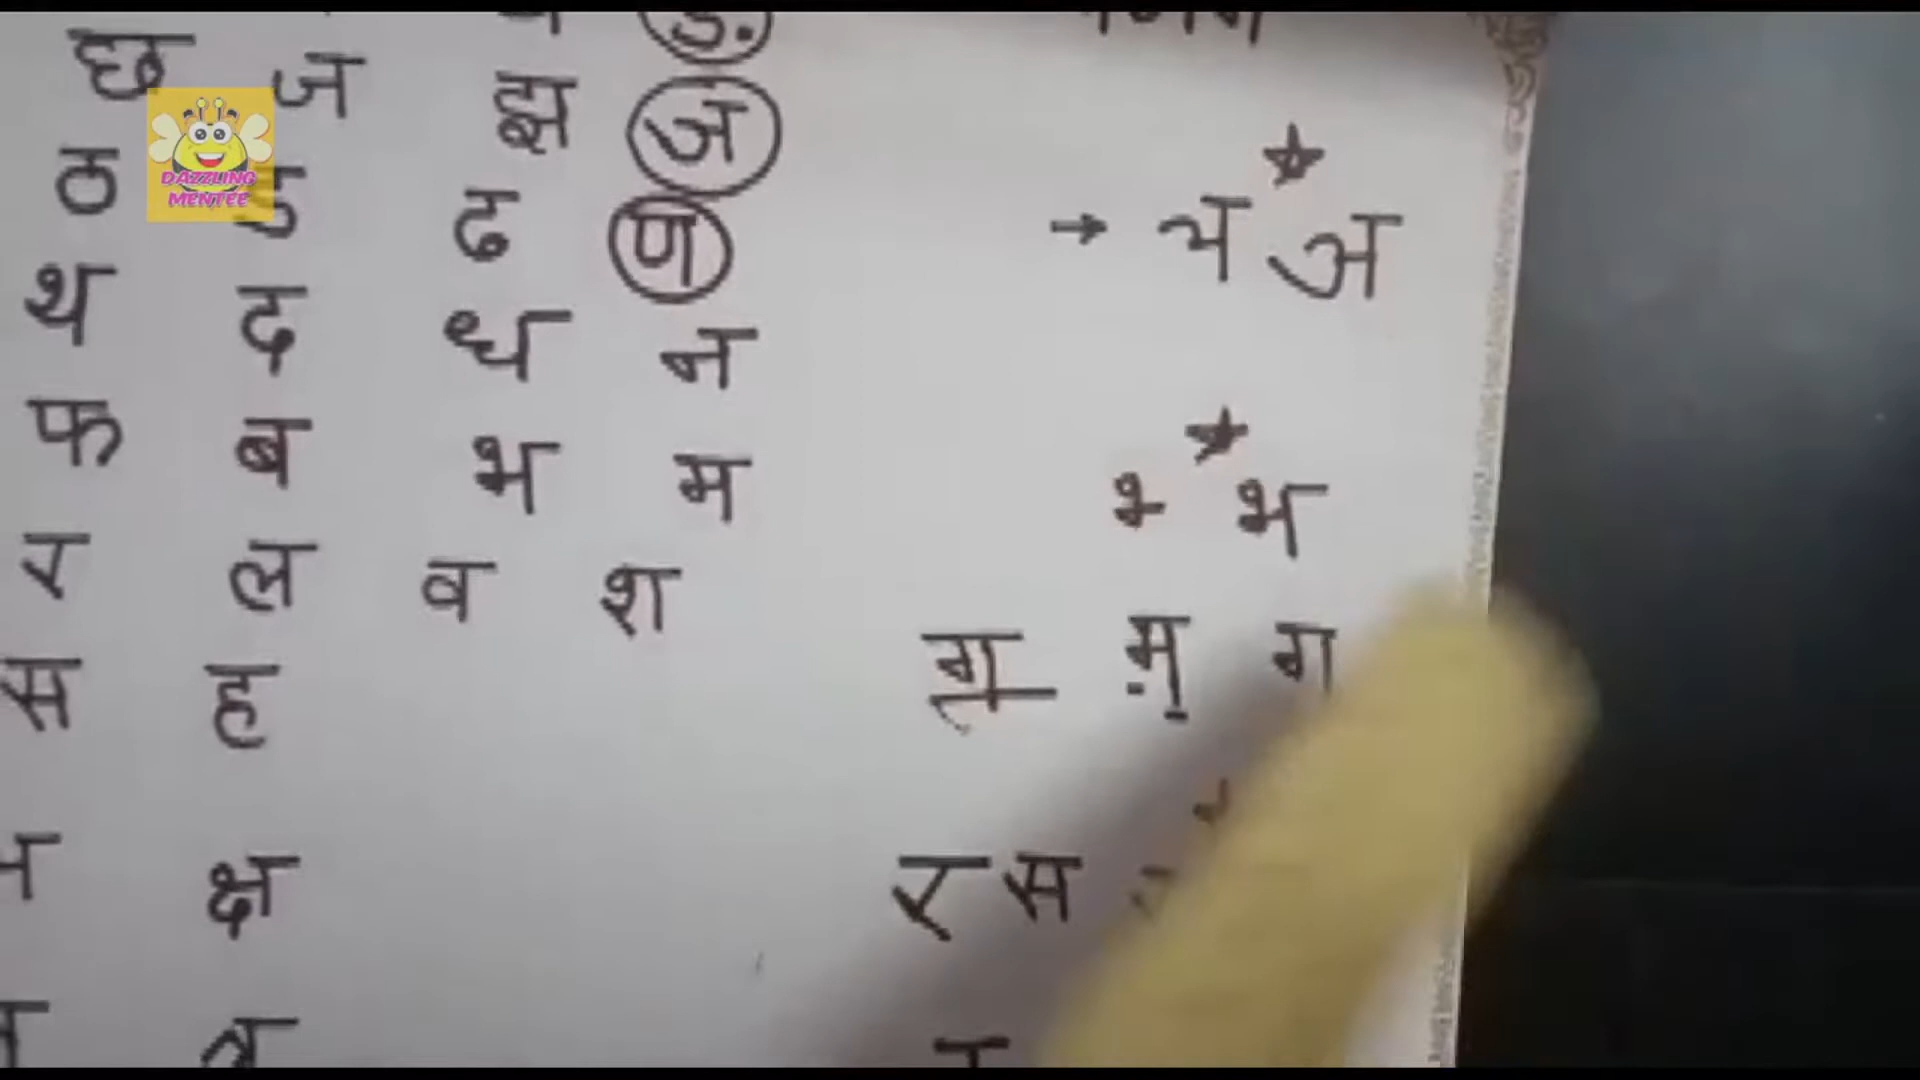 ङ
छ ज झ ञ
DAZZLING
MENTEE
ठ ड ढ ण
थ द ध न
फ ब भ म
र ल व श
स ह
क्ष
त्र
→ अ
भ
ग म ग
र स